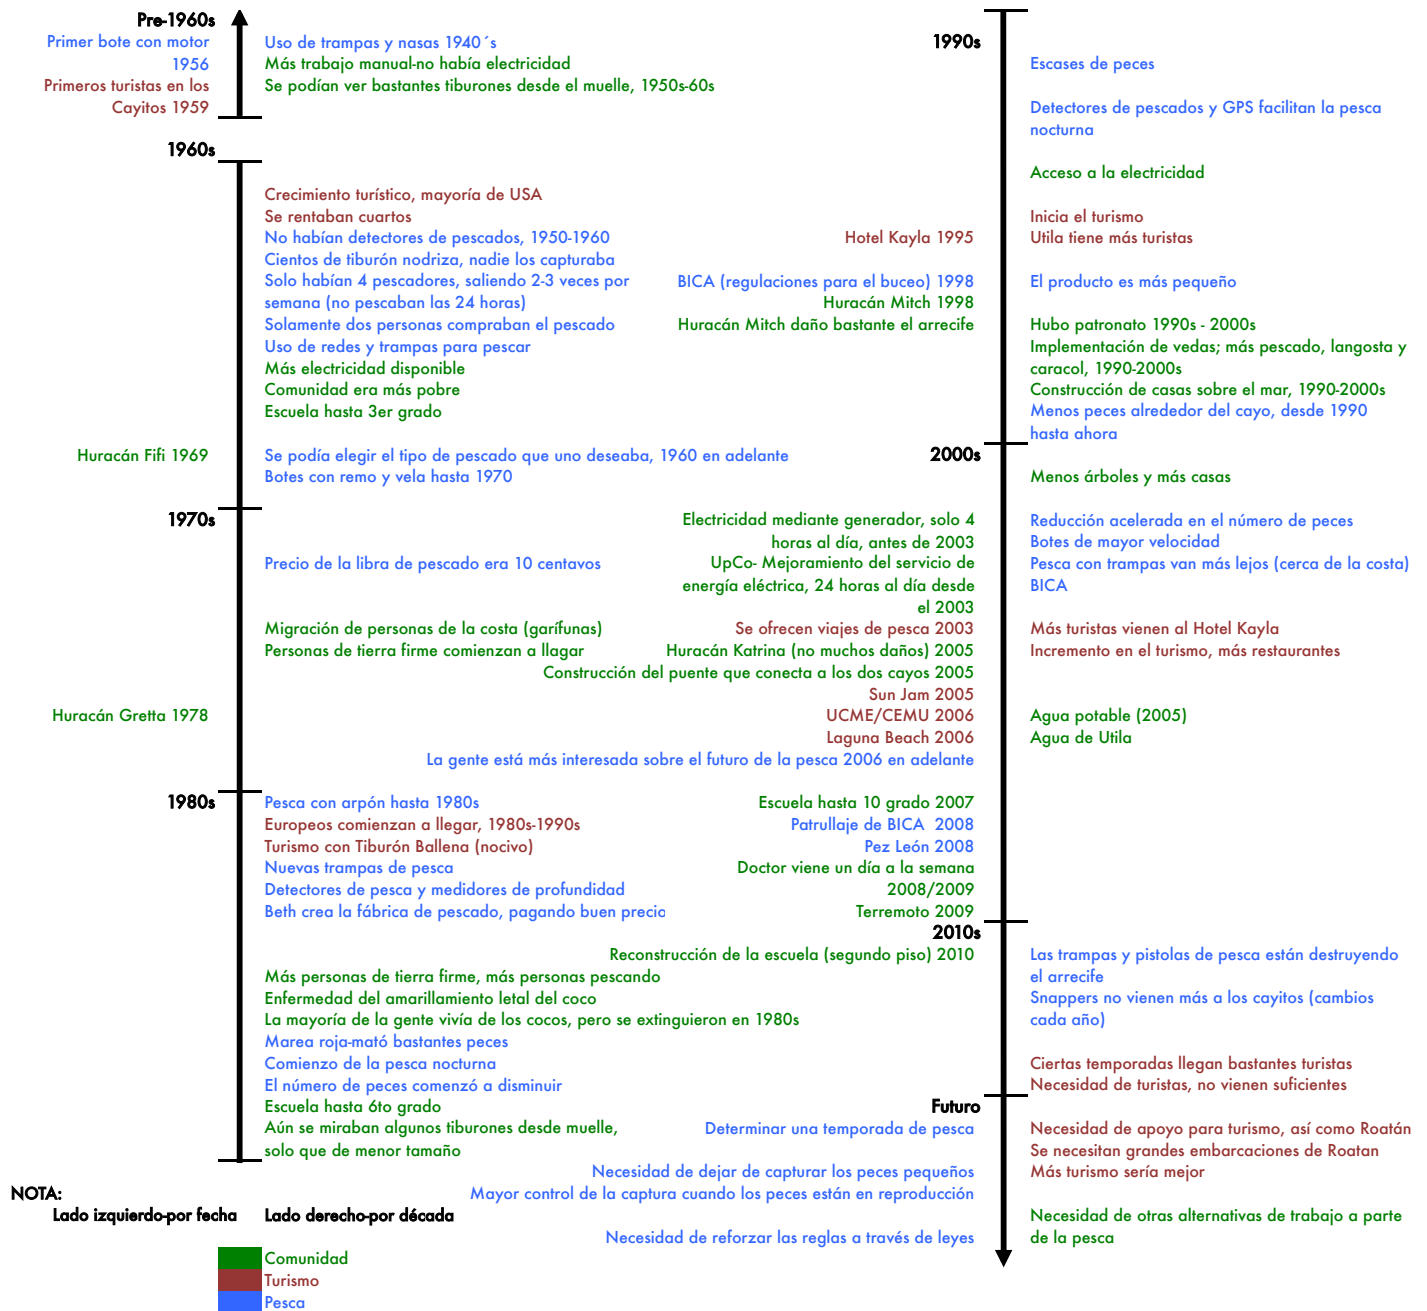 Pre-1960s
Primer bote con motor
1956
Primeros turistas en los
Cayitos 1959
Uso de trampas y nasas 1940´s
Más trabajo manual-no había electricidad
Se podían ver bastantes tiburones desde el muelle, 1950s-60s
1960s
Crecimiento turístico, mayoría de USA
Se rentaban cuartos
No habían detectores de pescados, 1950-1960
Cientos de tiburón nodriza, nadie los capturaba
Solo habían 4 pescadores, saliendo 2-3 veces por
semana (no pescaban las 24 horas)
Solamente dos personas compraban el pescado
Uso de redes y trampas para pescar
Más electricidad disponible
Comunidad era más pobre
Escuela hasta 3er grado
Huracán Fifi 1969
Se podía elegir el tipo de pescado que uno deseaba, 1960 en adelante
Botes con remo y vela hasta 1970
1970s
Precio de la libra de pescado era 10 centavos
Migración de personas de la costa (garífunas)
Personas de tierra firme comienzan a llagar
Huracán Gretta 1978
1980s
Pesca con arpón hasta 1980s
Europeos comienzan a llegar, 1980s-1990s
Turismo con Tiburón Ballena (nocivo)
Nuevas trampas de pesca
Detectores de pesca y medidores de profundidad
Beth crea la fábrica de pescado, pagando buen precio
Más personas de tierra firme, más personas pescando
Enfermedad del amarillamiento letal del coco
La mayoría de la gente vivía de los cocos, pero se extinguieron en 1980s
Marea roja-mató bastantes peces
Comienzo de la pesca nocturna
El número de peces comenzó a disminuir
Escuela hasta 6to grado
Aún se miraban algunos tiburones desde muelle,
solo que de menor tamaño
NOTA:
Lado izquierdo-por fecha
Lado derecho-por década
Comunidad
Turismo
Pesca
1990s
Escases de peces
Detectores de pescados y GPS facilitan la pesca
nocturna
Acceso a la electricidad
Inicia el turismo
Utila tiene más turistas
Hotel Kayla 1995
BICA (regulaciones para el buceo) 1998
Huracán Mitch 1998
Huracán Mitch daño bastante el arrecife
El producto es más pequeño
Hubo patronato 1990s - 2000s
Implementación de vedas; más pescado, langosta y
caracol, 1990-2000s
Construcción de casas sobre el mar, 1990-2000s
Menos peces alrededor del cayo, desde 1990
hasta ahora
2000s
Menos árboles y más casas
Electricidad mediante generador, solo 4
horas al día, antes de 2003
UpCo- Mejoramiento del servicio de
energía eléctrica, 24 horas al día desde
el 2003
Se ofrecen viajes de pesca 2003
Huracán Katrina (no muchos daños) 2005
Construcción del puente que conecta a los dos cayos 2005
Sun Jam 2005
UCME/CEMU 2006
Laguna Beach 2006
La gente está más interesada sobre el futuro de la pesca 2006 en adelante
Escuela hasta 10 grado 2007
Patrullaje de BICA 2008
Pez León 2008
Doctor viene un día a la semana
2008/2009
Terremoto 2009
Reducción acelerada en el número de peces
Botes de mayor velocidad
Pesca con trampas van más lejos (cerca de la costa)
BICA
Más turistas vienen al Hotel Kayla
Incremento en el turismo, más restaurantes
Agua potable (2005)
Agua de Utila
2010s
Reconstrucción de la escuela (segundo piso) 2010
Las trampas y pistolas de pesca están destruyendo
el arrecife
Snappers no vienen más a los cayitos (cambios
cada año)
Ciertas temporadas llegan bastantes turistas
Necesidad de turistas, no vienen suficientes
Futuro
Determinar una temporada de pesca
Necesidad de dejar de capturar los peces pequeños
Mayor control de la captura cuando los peces están en reproducción
Necesidad de reforzar las reglas a través de leyes
Necesidad de apoyo para turismo, así como Roatán
Se necesitan grandes embarcaciones de Roatan
Más turismo sería mejor
Necesidad de otras alternativas de trabajo a parte
de la pesca